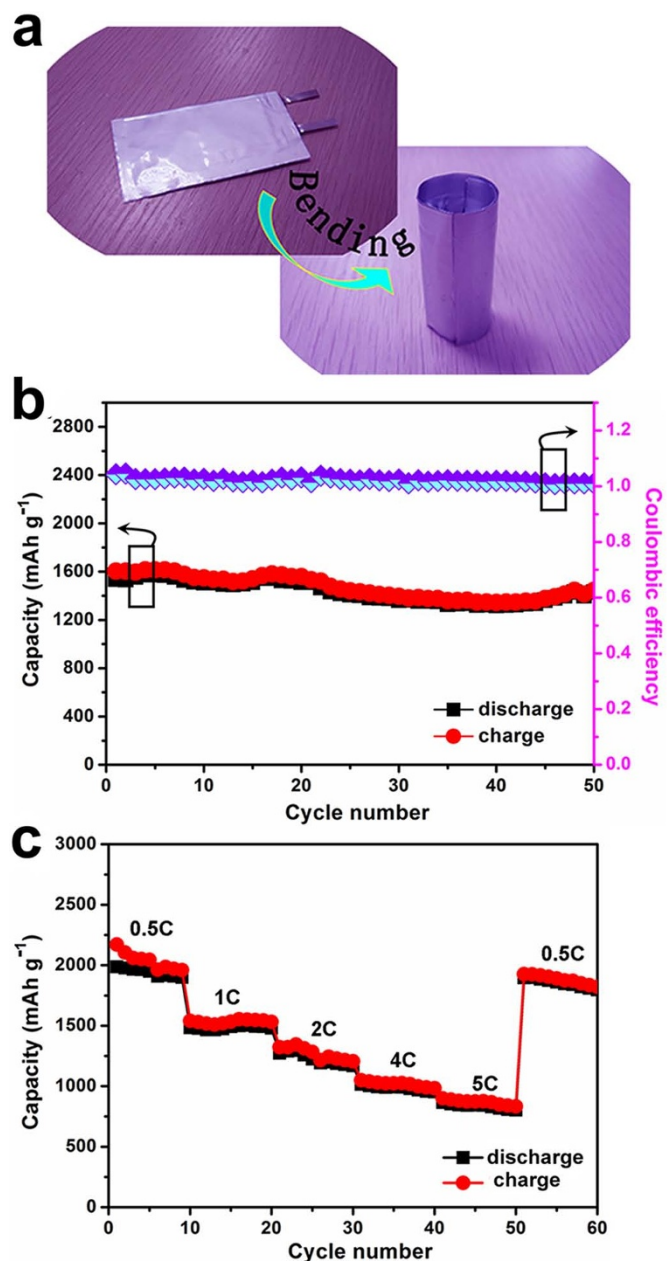 a
Bending
b
2800
2400
2000
1600
1200
800
400
0
1.2
1.0
0.8
0.6
0.4
0.2
0.0
Capacity (mAh g⁻¹)
Coulombic efficiency
discharge
charge
0 10 20 30 40 50
Cycle number
c
3000
2500
2000
1500
1000
500
0
Capacity (mAh g⁻¹)
0.5C
1C
2C
4C
5C
0.5C
discharge
charge
0 10 20 30 40 50 60
Cycle number